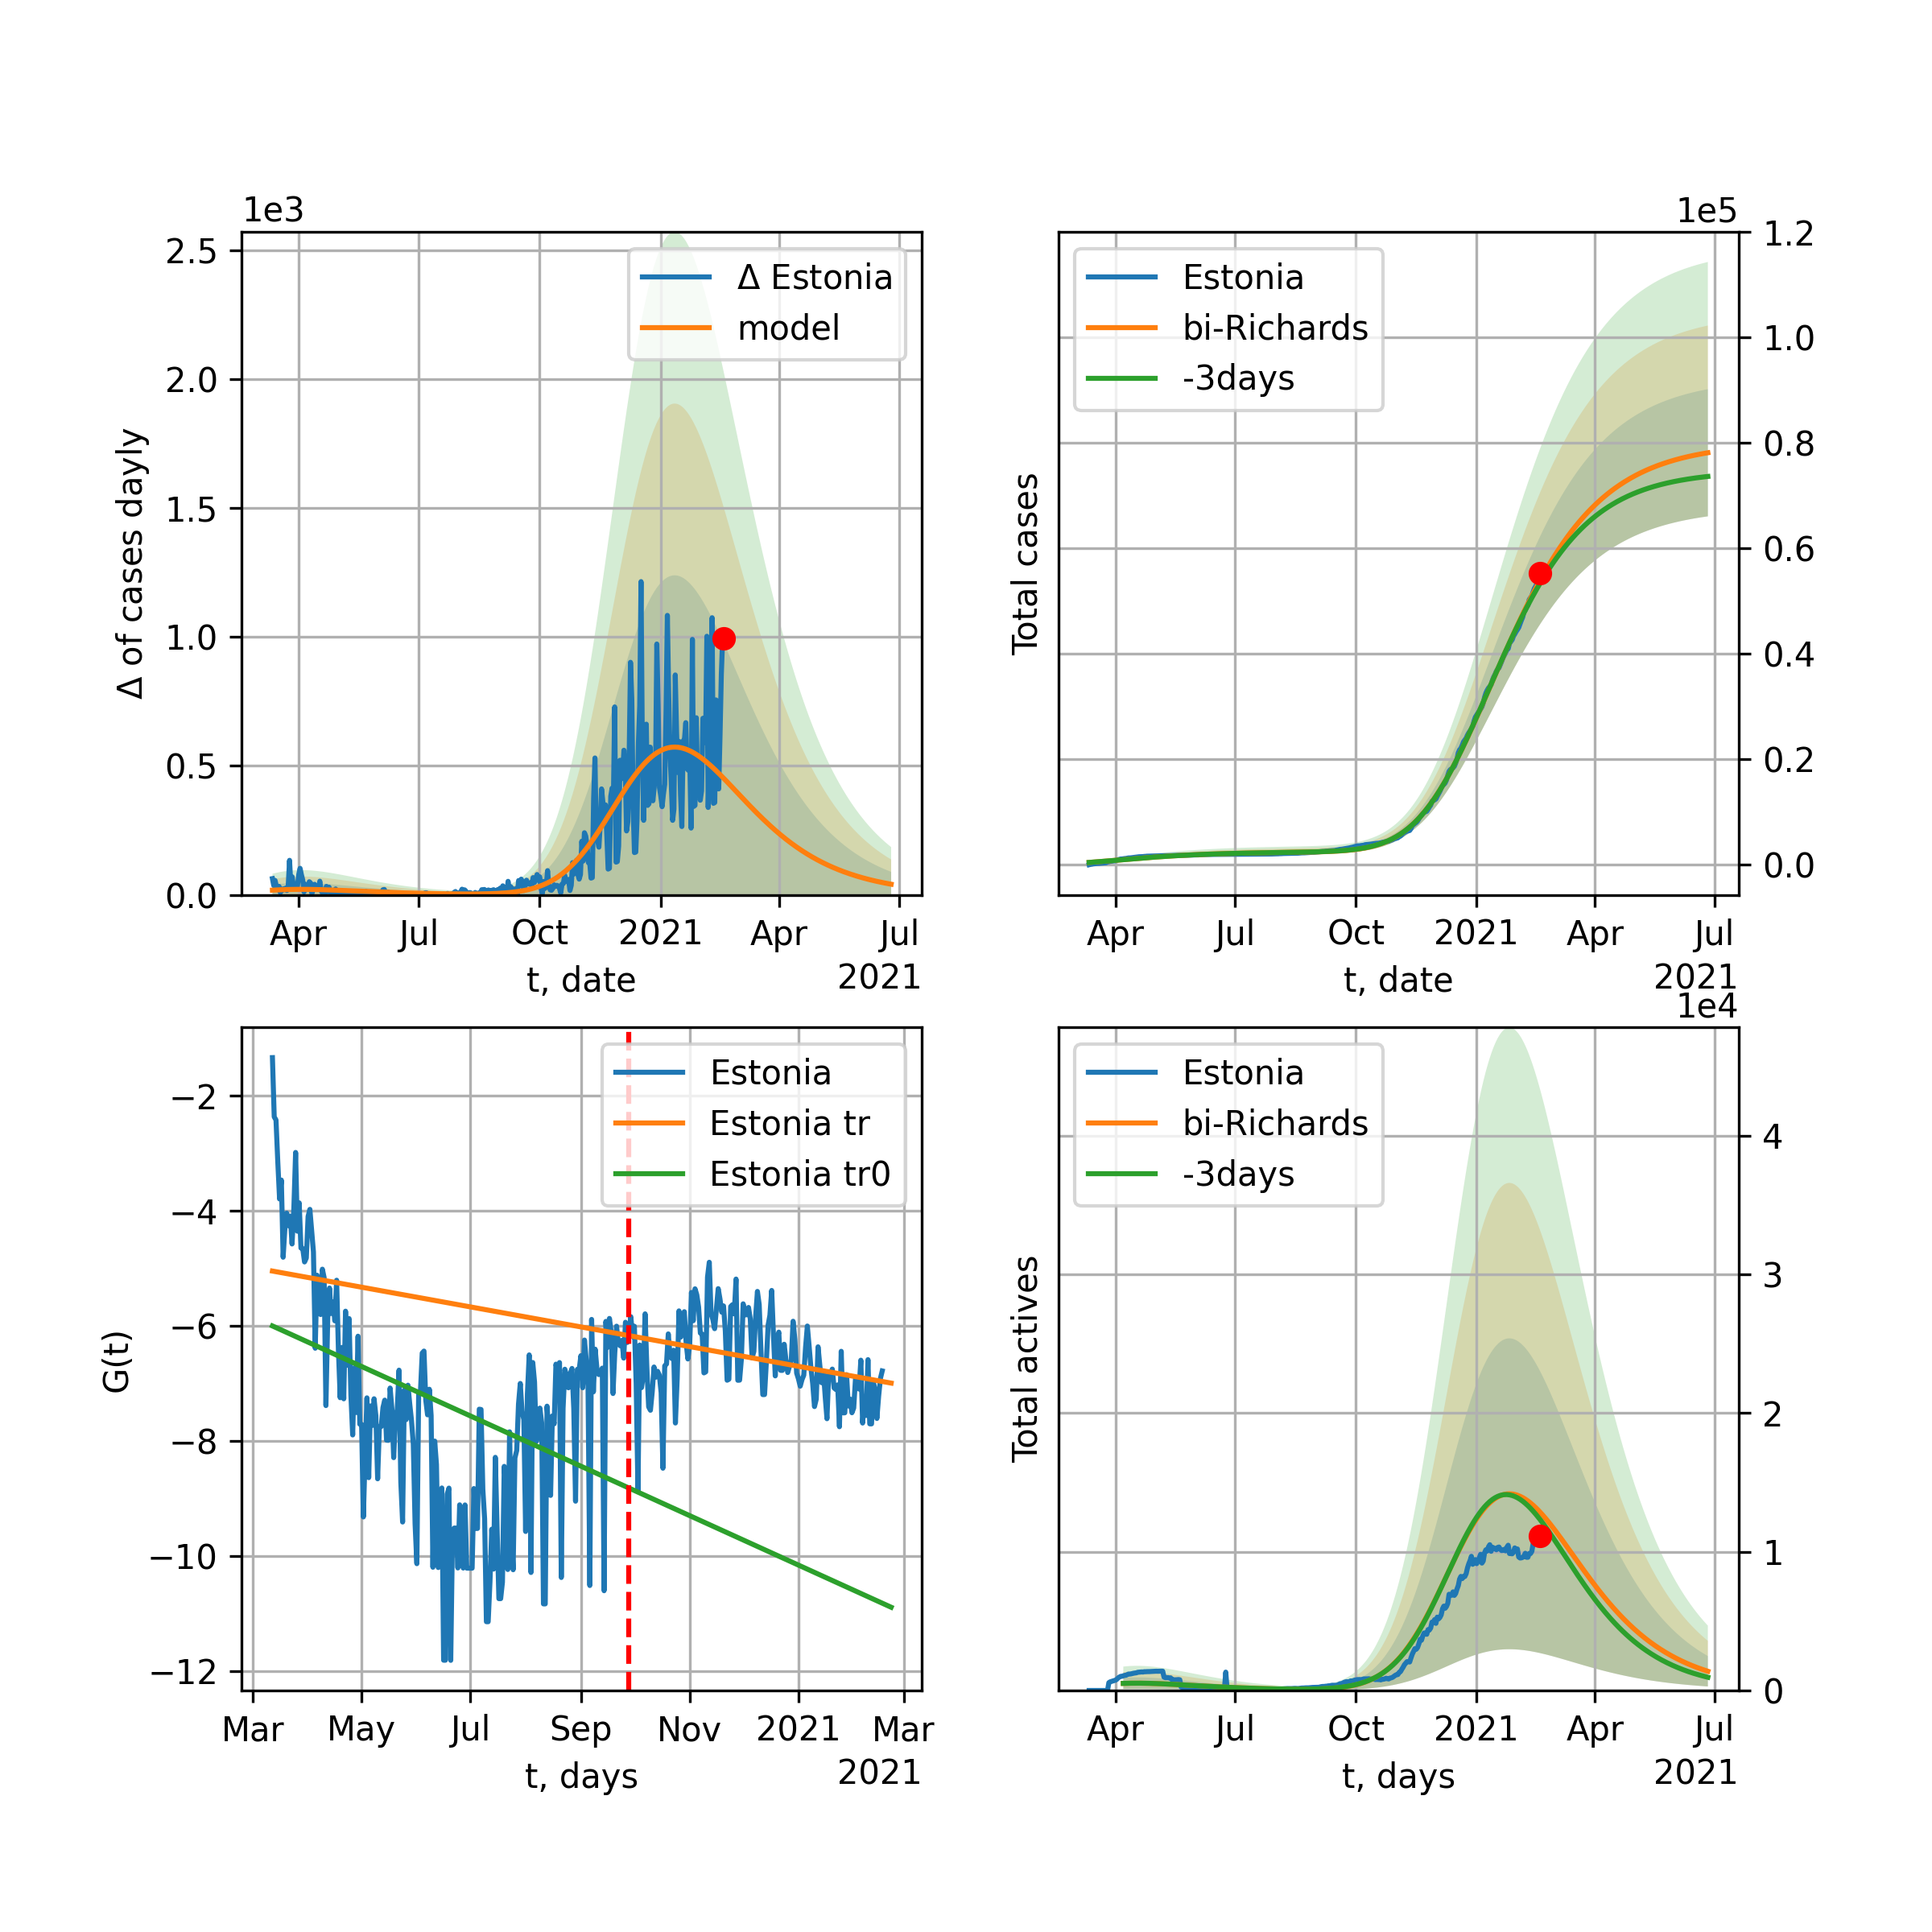 1e3
2.5
2.0
1.5
1.0
0.5
0.0
Δ of cases dayly
Δ Estonia
model
Apr Jul Oct 2021 Apr Jul
t, date
2021
1e5
1.2
1.0
0.8
0.6
0.4
0.2
0.0
Total cases
Estonia
bi-Richards
-3days
Apr Jul Oct 2021 Apr Jul
t, date
2021
−2
−4
−6
−8
−10
−12
G(t)
Estonia
Estonia tr
Estonia tr0
Mar May Jul Sep Nov 2021 Mar
t, days
2021
1e4
4
3
2
1
0
Total actives
Estonia
bi-Richards
-3days
Apr Jul Oct 2021 Apr Jul
t, days
2021